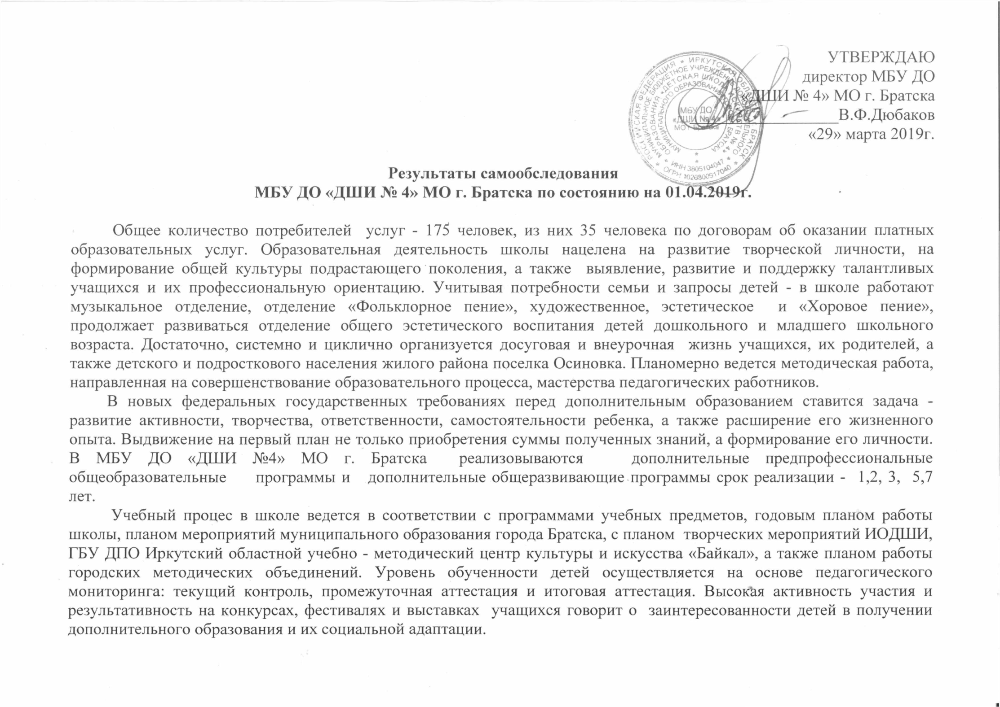 УТВЕРЖДАЮ
директор МБУ ДО
«ДШИ № 4» МО г. Братска
В.Ф.Дюбаков
«29» марта 2019г.
РОССИЙСКАЯ ФЕДЕРАЦИЯ * ИРКУТСКАЯ ОБЛАСТЬ г. БРАТСК
МУНИЦИПАЛЬНОЕ БЮДЖЕТНОЕ УЧРЕЖДЕНИЕ ДОПОЛНИТЕЛЬНОГО
ОБРАЗОВАНИЯ «ДЕТСКАЯ ШКОЛА ИСКУССТВ № 4»
МУНИЦИПАЛЬНОГО ОБРАЗОВАНИЯ ГОРОДА БРАТСКА
МБУ ДО
«ДШИ № 4»
МО г Братска
* ИНН 3805104047 *
* ОГРН 1026800917040 *
Результаты самообследования
МБУ ДО «ДШИ № 4» МО г. Братска по состоянию на 01.04.2019г.
Общее количество потребителей услуг - 175 человек, из них 35 человека по договорам об оказании платных
образовательных услуг. Образовательная деятельность школы нацелена на развитие творческой личности, на
формирование общей культуры подрастающего поколения, а также выявление, развитие и поддержку талантливых
учащихся и их профессиональную ориентацию. Учитывая потребности семьи и запросы детей - в школе работают
музыкальное отделение, отделение «Фольклорное пение», художественное, эстетическое и «Хоровое пение»,
продолжает развиваться отделение общего эстетического воспитания детей дошкольного и младшего школьного
возраста. Достаточно, системно и циклично организуется досуговая и внеурочная жизнь учащихся, их родителей, а
также детского и подросткового населения жилого района поселка Осиновка. Планомерно ведется методическая работа,
направленная на совершенствование образовательного процесса, мастерства педагогических работников.
В новых федеральных государственных требованиях перед дополнительным образованием ставится задача -
развитие активности, творчества, ответственности, самостоятельности ребенка, а также расширение его жизненного
опыта. Выдвижение на первый план не только приобретения суммы полученных знаний, а формирование его личности.
В МБУ ДО «ДШИ №4» МО г. Братска реализовываются дополнительные предпрофессиональные
общеобразовательные программы и дополнительные общеразвивающие программы срок реализации - 1,2, 3, 5,7
лет.
Учебный процес в школе ведется в соответствии с программами учебных предметов, годовым планом работы
школы, планом мероприятий муниципального образования города Братска, с планом творческих мероприятий ИОДШИ,
ГБУ ДПО Иркутский областной учебно - методический центр культуры и искусства «Байкал», а также планом работы
городских методических объединений. Уровень обученности детей осуществляется на основе педагогического
мониторинга: текущий контроль, промежуточная аттестация и итоговая аттестация. Высокая активность участия и
результативность на конкурсах, фестивалях и выставках учащихся говорит о заинтересованности детей в получении
дополнительного образования и их социальной адаптации.